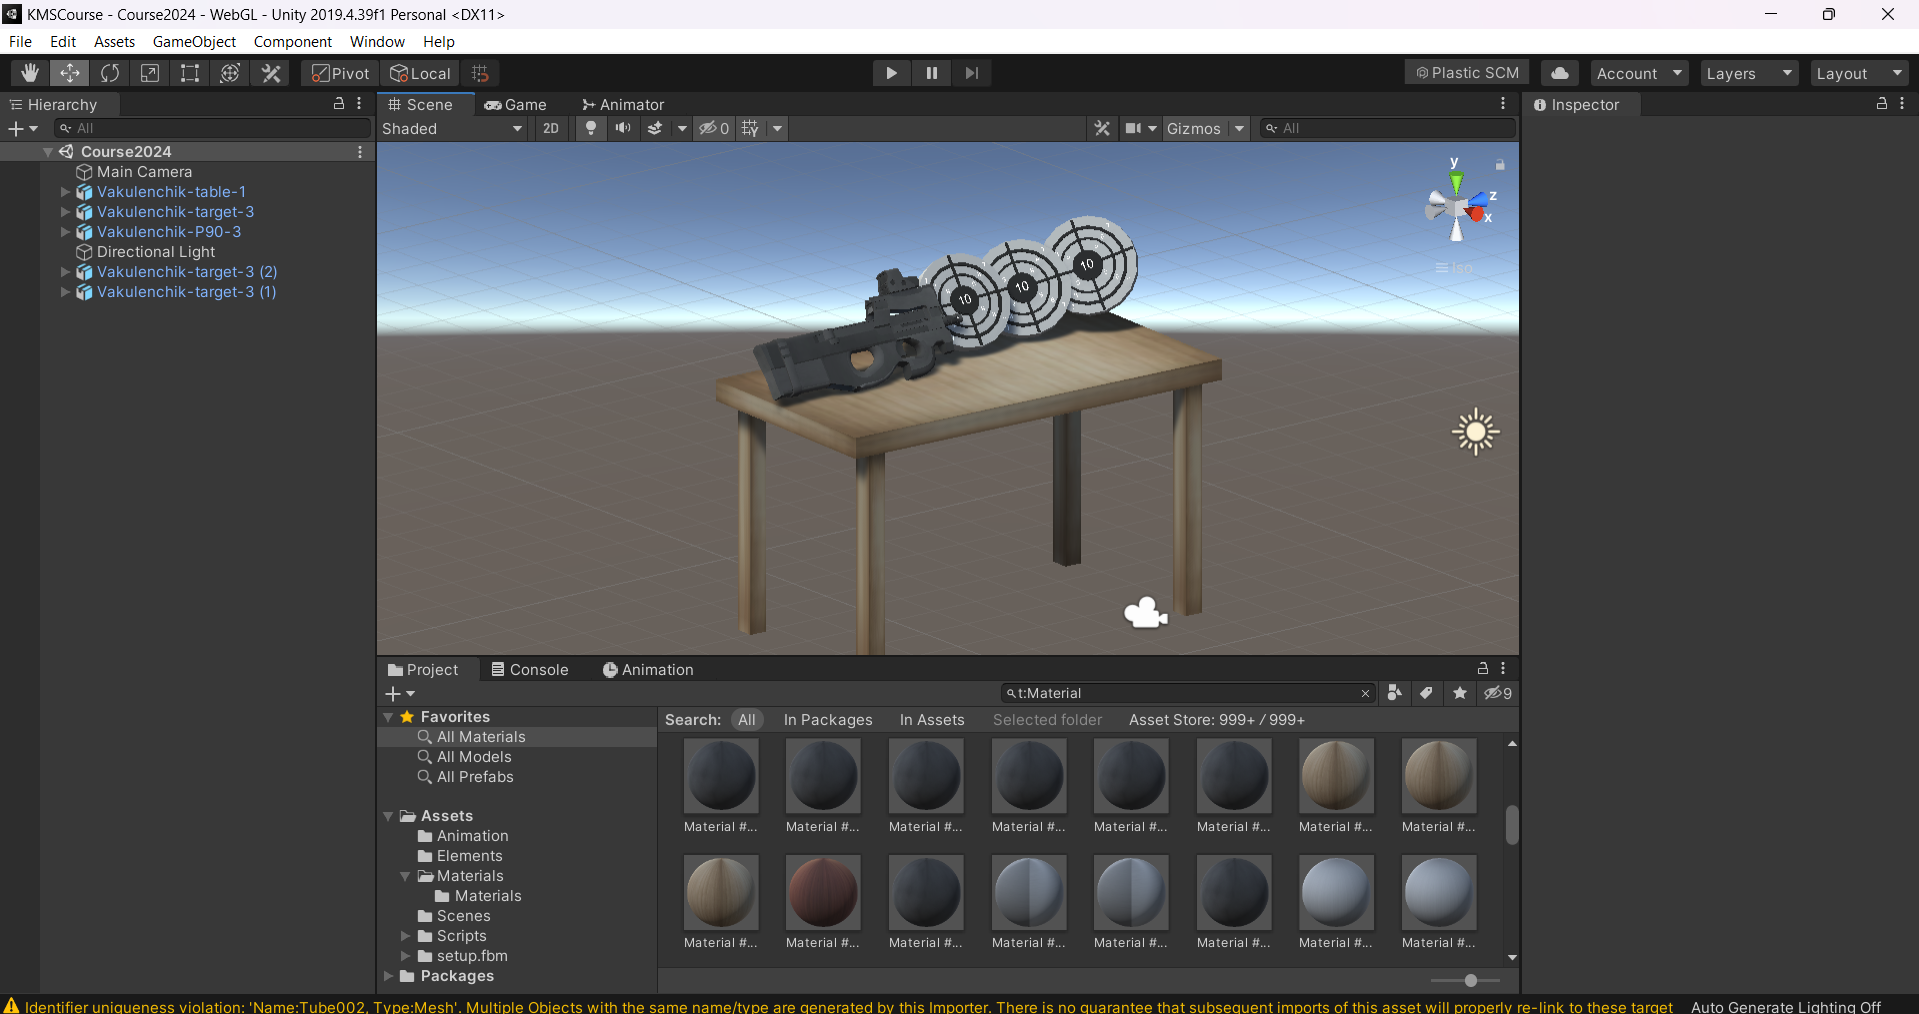 KMSCourse - Course2024 - WebGL - Unity 2019.4.39f1 Personal <DX11>
File Edit Assets GameObject Component Window Help
Pivot Local Plastic SCM Account Layers Layout
Hierarchy Scene Game Animator Inspector
All Shaded 2D 0 Gizmos All
Course2024
Main Camera
Vakulenchik-table-1
Vakulenchik-target-3
Vakulenchik-P90-3
Directional Light
Vakulenchik-target-3 (2)
Vakulenchik-target-3 (1)
y
z
x
Iso
10
10
10
Project Console Animation
t:Material 9
Favorites
All Materials
All Models
All Prefabs
Assets
Animation
Elements
Materials
Materials
Scenes
Scripts
setup.fbm
Packages
Search: All In Packages In Assets Selected folder Asset Store: 999+ / 999+
Material #... Material #... Material #... Material #... Material #... Material #... Material #... Material #...
Material #... Material #... Material #... Material #... Material #... Material #... Material #... Material #...
Identifier uniqueness violation: 'Name:Tube002, Type:Mesh'. Multiple Objects with the same name/type are generated by this Importer. There is no guarantee that subsequent imports of this asset will properly re-link to these target Auto Generate Lighting Off